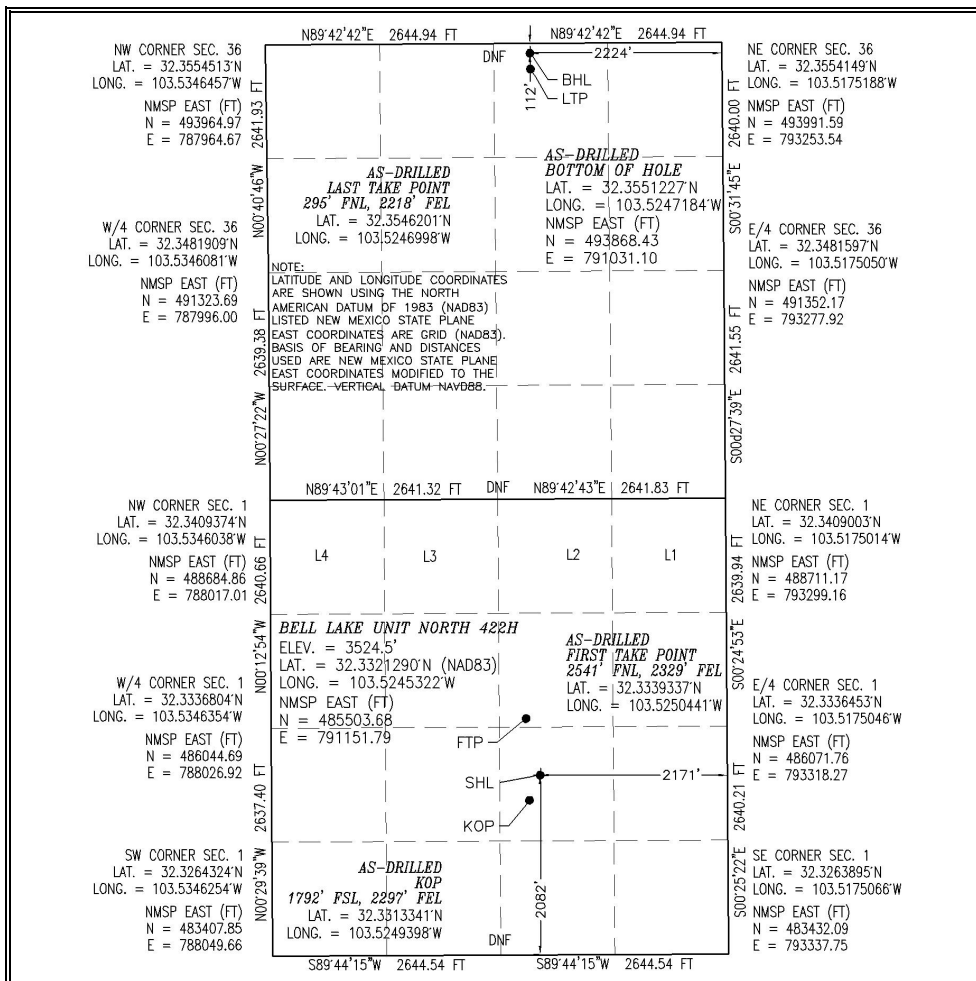 N89°42'42"E 2644.94 FT
N89°42'42"E 2644.94 FT
NW CORNER SEC. 36
LAT. = 32.3554513°N
LONG. = 103.5346457°W
NMSP EAST (FT)
N = 493964.97
E = 787964.67
DNF
2224'
BHL
LTP
112'
NE CORNER SEC. 36
LAT. = 32.3554149°N
LONG. = 103.5175188°W
NMSP EAST (FT)
N = 493991.59
E = 793253.54
N00°40'46"W 2641.93 FT
S00°31'45"E 2640.00 FT
AS-DRILLED
LAST TAKE POINT
295' FNL, 2218' FEL
LAT. = 32.3546201°N
LONG. = 103.5246998°W
AS-DRILLED
BOTTOM OF HOLE
LAT. = 32.3551227°N
LONG. = 103.5247184°W
NMSP EAST (FT)
N = 493868.43
E = 791031.10
W/4 CORNER SEC. 36
LAT. = 32.3481909°N
LONG. = 103.5346081°W
NMSP EAST (FT)
N = 491323.69
E = 787996.00
E/4 CORNER SEC. 36
LAT. = 32.3481597°N
LONG. = 103.5175050°W
NMSP EAST (FT)
N = 491352.17
E = 793277.92
NOTE:
LATITUDE AND LONGITUDE COORDINATES
ARE SHOWN USING THE NORTH
AMERICAN DATUM OF 1983 (NAD83)
LISTED NEW MEXICO STATE PLANE
EAST COORDINATES ARE GRID (NAD83).
BASIS OF BEARING AND DISTANCES
USED ARE NEW MEXICO STATE PLANE
EAST COORDINATES MODIFIED TO THE
SURFACE. VERTICAL DATUM NAVD88.
N00°27'22"W 2639.38 FT
S00d27'39"E 2641.55 FT
N89°43'01"E 2641.32 FT
DNF
N89°42'43"E 2641.83 FT
NW CORNER SEC. 1
LAT. = 32.3409374°N
LONG. = 103.5346038°W
NMSP EAST (FT)
N = 488684.86
E = 788017.01
NE CORNER SEC. 1
LAT. = 32.3409003°N
LONG. = 103.5175014°W
NMSP EAST (FT)
N = 488711.17
E = 793299.16
L4
L3
L2
L1
N00°12'54"W 2640.66 FT
S00°24'53"E 2639.94 FT
BELL LAKE UNIT NORTH 422H
ELEV. = 3524.5'
LAT. = 32.3321290°N (NAD83)
LONG. = 103.5245322°W
NMSP EAST (FT)
N = 485503.68
E = 791151.79
AS-DRILLED
FIRST TAKE POINT
2541' FNL, 2329' FEL
LAT. = 32.3339337°N
LONG. = 103.5250441°W
W/4 CORNER SEC. 1
LAT. = 32.3336804°N
LONG. = 103.5346354°W
NMSP EAST (FT)
N = 486044.69
E = 788026.92
E/4 CORNER SEC. 1
LAT. = 32.3336453°N
LONG. = 103.5175046°W
NMSP EAST (FT)
N = 486071.76
E = 793318.27
FTP
SHL
2171'
KOP
N00°29'39"W 2637.40 FT
S00°25'22"E 2640.21 FT
SW CORNER SEC. 1
LAT. = 32.3264324°N
LONG. = 103.5346254°W
NMSP EAST (FT)
N = 483407.85
E = 788049.66
AS-DRILLED
KOP
1792' FSL, 2297' FEL
LAT. = 32.3313341°N
LONG. = 103.5249398°W
2082'
DNF
SE CORNER SEC. 1
LAT. = 32.3263895°N
LONG. = 103.5175066°W
NMSP EAST (FT)
N = 483432.09
E = 793337.75
S89°44'15"W 2644.54 FT
S89°44'15"W 2644.54 FT